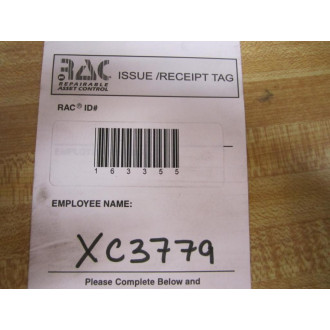 RAC ISSUE /RECEIPT TAG
REPAIRABLE
ASSET CONTROL
RAC® ID#
163355
EMPLOYEE NAME:
XC3779
Please Complete Below and